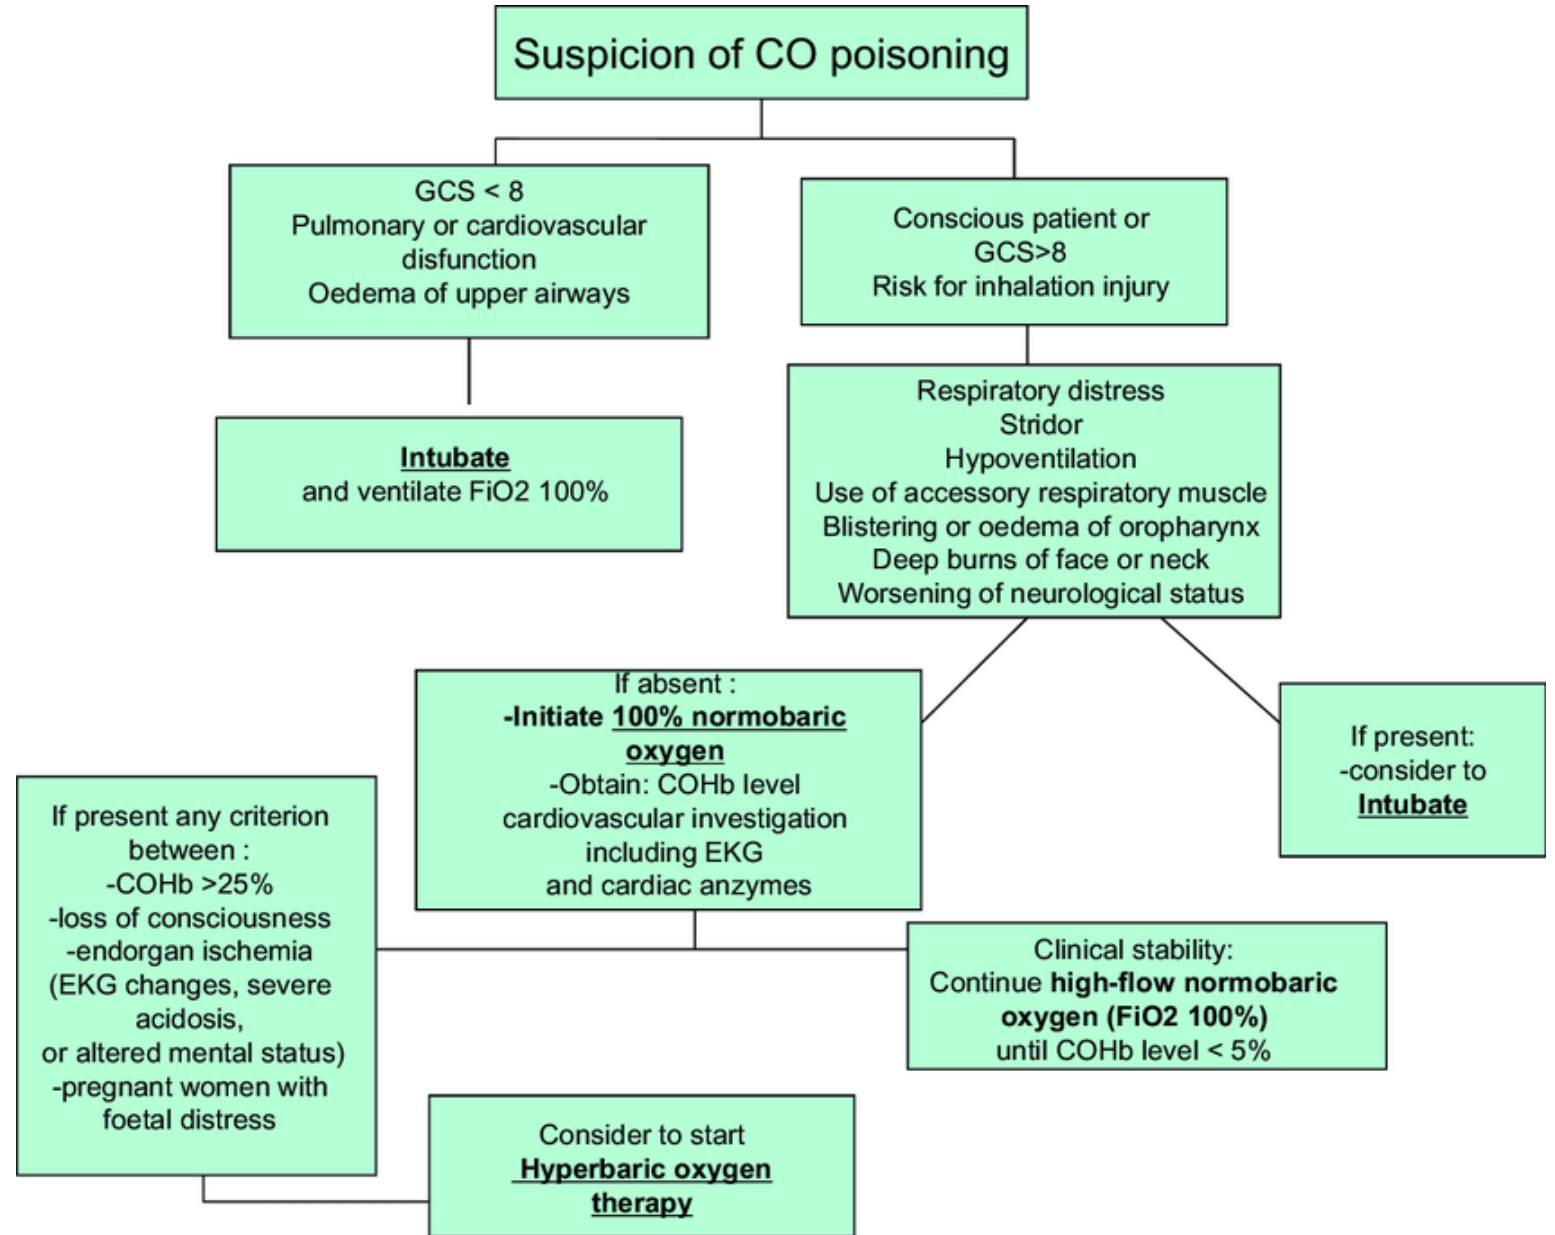 Suspicion of CO poisoning
GCS < 8
Pulmonary or cardiovascular
disfunction
Oedema of upper airways
Conscious patient or
GCS>8
Risk for inhalation injury
Intubate
and ventilate FiO2 100%
Respiratory distress
Stridor
Hypoventilation
Use of accessory respiratory muscle
Blistering or oedema of oropharynx
Deep burns of face or neck
Worsening of neurological status
If absent :
-Initiate 100% normobaric
oxygen
-Obtain: COHb level
cardiovascular investigation
including EKG
and cardiac anzymes
If present:
-consider to
Intubate
If present any criterion
between :
-COHb >25%
-loss of consciousness
-endorgan ischemia
(EKG changes, severe
acidosis,
or altered mental status)
-pregnant women with
foetal distress
Clinical stability:
Continue high-flow normobaric
oxygen (FiO2 100%)
until COHb level < 5%
Consider to start
Hyperbaric oxygen
therapy